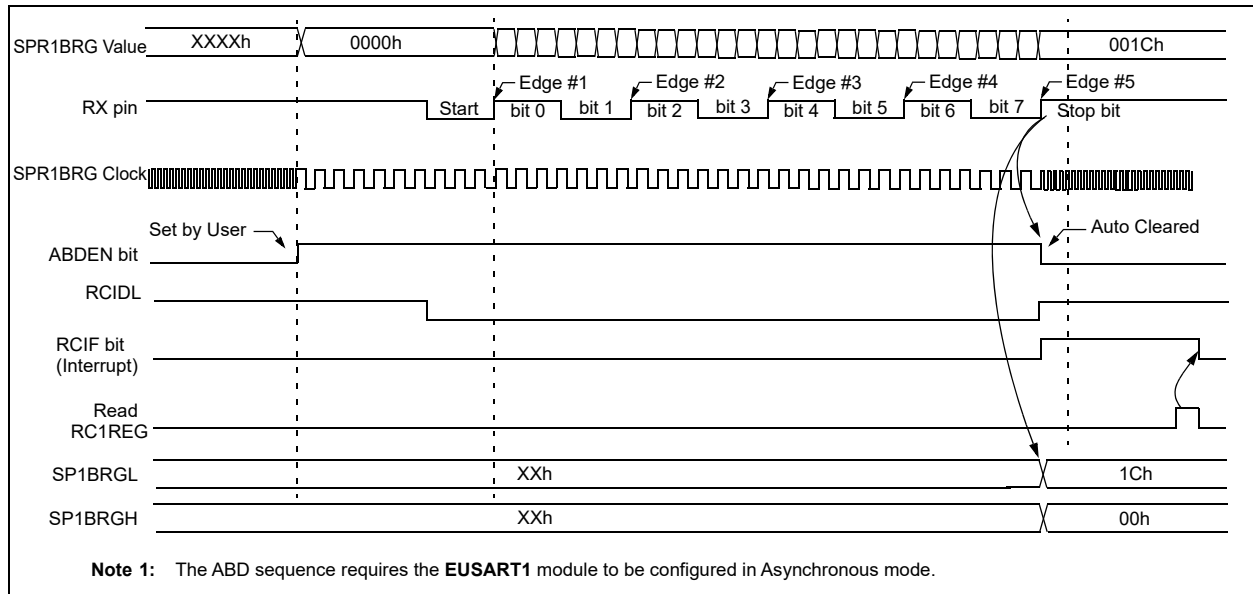 SPR1BRG Value XXXXh 0000h 001Ch
Edge #1 Edge #2 Edge #3 Edge #4 Edge #5
RX pin Start bit 0 bit 1 bit 2 bit 3 bit 4 bit 5 bit 6 bit 7 Stop bit
SPR1BRG Clock
Set by User Auto Cleared
ABDEN bit
RCIDL
RCIF bit
(Interrupt)
Read
RC1REG
SP1BRGL XXh 1Ch
SP1BRGH XXh 00h
Note 1: The ABD sequence requires the EUSART1 module to be configured in Asynchronous mode.